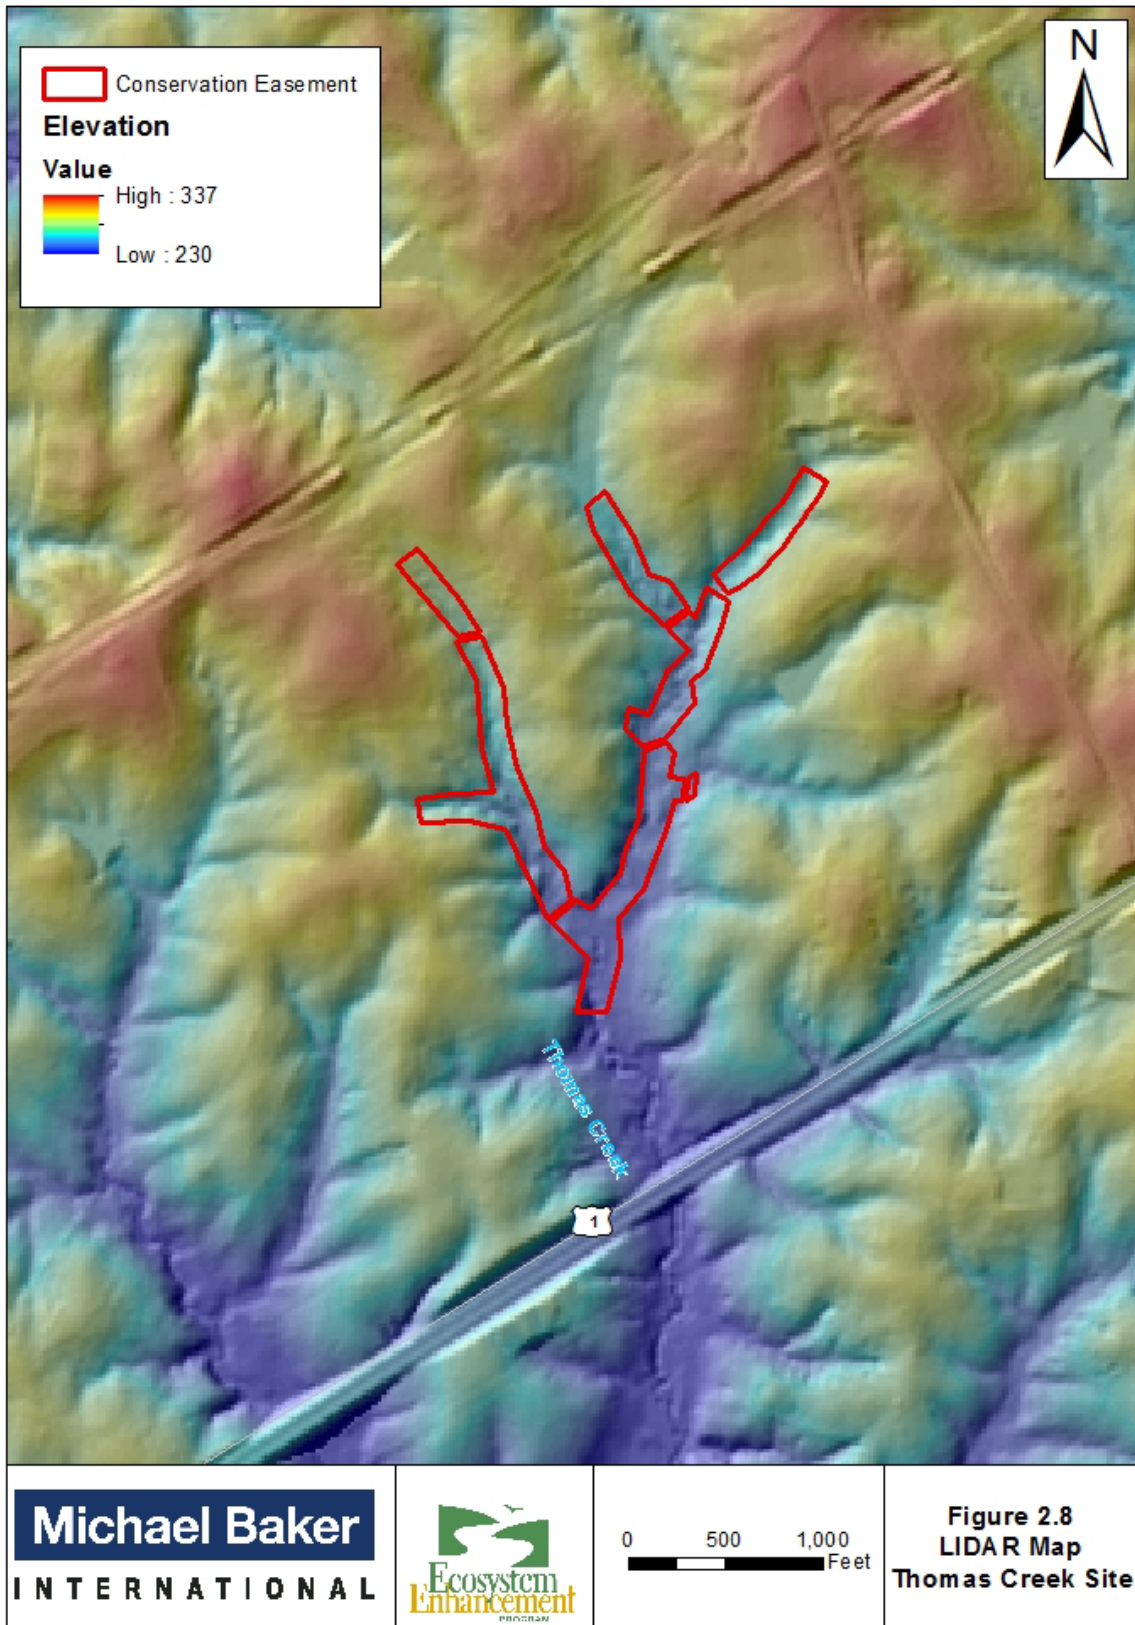 Conservation Easement
Elevation
Value
High : 337
Low : 230
N
Thomas Creek
1
Michael Baker
INTERNATIONAL
Ecosystem
Enhancement
PROGRAM
0 500 1,000
Feet
Figure 2.8
LIDAR Map
Thomas Creek Site